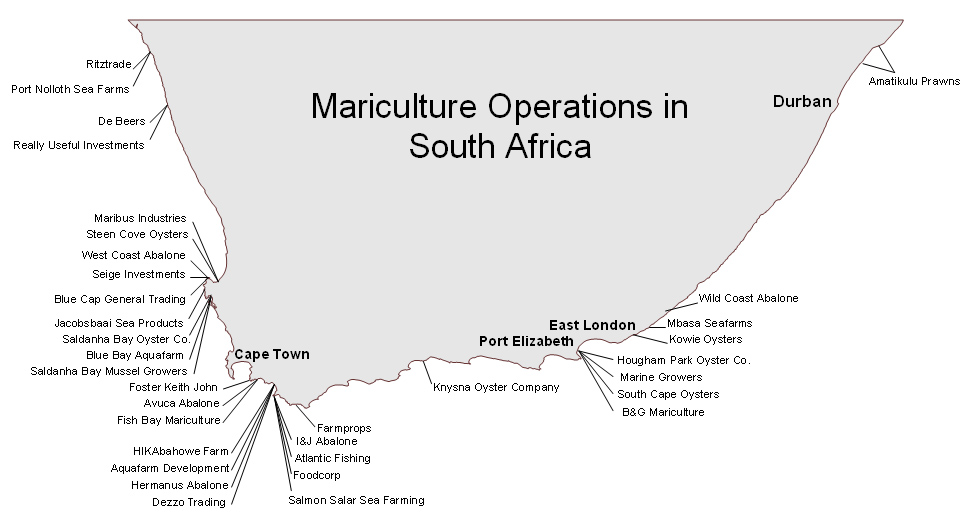 Mariculture Operations in
South Africa
Ritztrade
Port Nolloth Sea Farms
De Beers
Really Useful Investments
Maribus Industries
Steen Cove Oysters
West Coast Abalone
Seige Investments
Blue Cap General Trading
Jacobsbaai Sea Products
Saldanha Bay Oyster Co.
Blue Bay Aquafarm
Saldanha Bay Mussel Growers
Cape Town
Foster Keith John
Avuca Abalone
Fish Bay Mariculture
HIKAbahowe Farm
Aquafarm Development
Hermanus Abalone
Dezzo Trading
Farmprops
I&J Abalone
Atlantic Fishing
Foodcorp
Salmon Salar Sea Farming
Knysna Oyster Company
Port Elizabeth
Hougham Park Oyster Co.
Marine Growers
South Cape Oysters
B&G Mariculture
East London
Wild Coast Abalone
Mbasa Seafarms
Kowie Oysters
Durban
Amatikulu Prawns